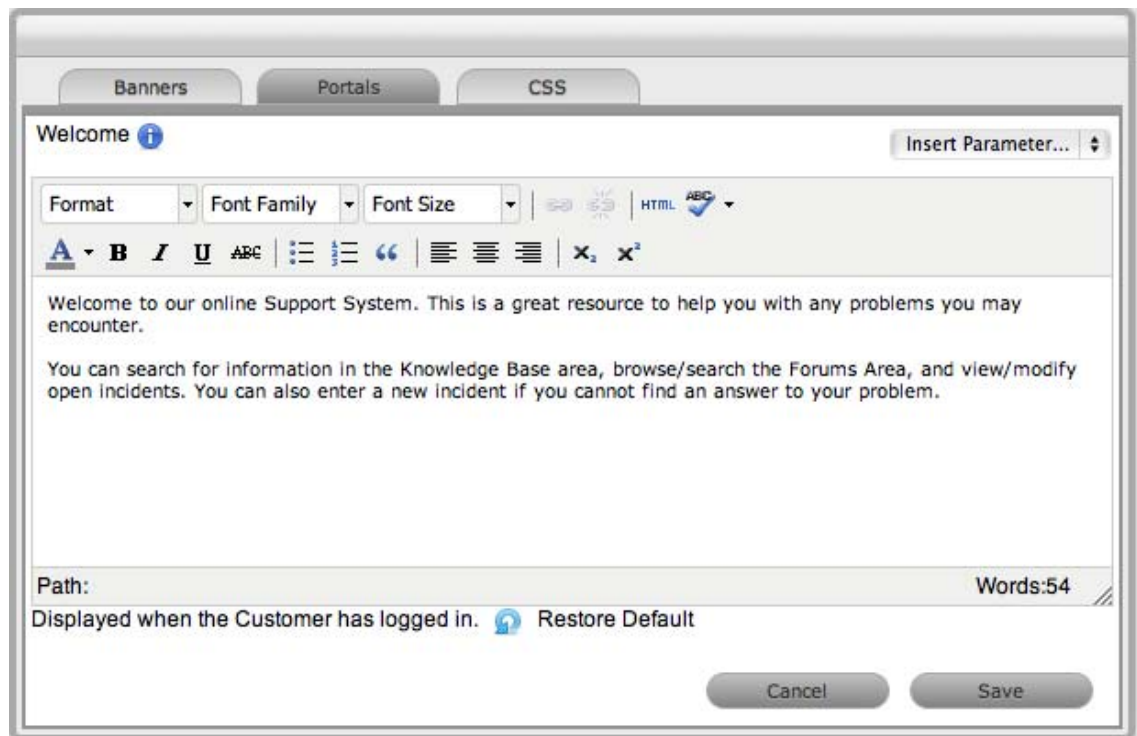 Banners Portals CSS
Welcome
Insert Parameter...
Format Font Family Font Size HTML ABC
A B I U ABC x₂ x²
Welcome to our online Support System. This is a great resource to help you with any problems you may
encounter.
You can search for information in the Knowledge Base area, browse/search the Forums Area, and view/modify
open incidents. You can also enter a new incident if you cannot find an answer to your problem.
Path: Words:54
Displayed when the Customer has logged in. Restore Default
Cancel Save